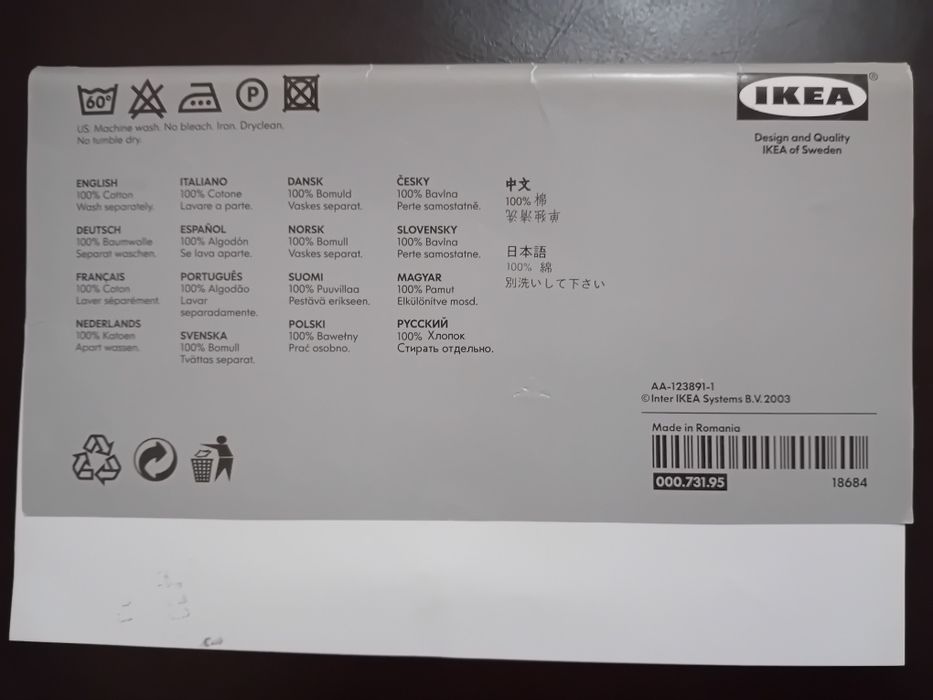 60°
P
US: Machine wash. No bleach. Iron. Dryclean.
No tumble dry.
IKEA®
Design and Quality
IKEA of Sweden
ENGLISH
100% Cotton
Wash separately.
DEUTSCH
100% Baumwolle
Separat waschen.
FRANCAIS
100% Coton
Laver séparément.
NEDERLANDS
100% Katoen
Apart wassen.
ITALIANO
100% Cotone
Lavare a parte.
ESPAÑOL
100% Algodón
Se lava aparte.
PORTUGUÊS
100% Algodão
Lavar
separadamente.
SVENSKA
100% Bomull
Tvättas separat.
DANSK
100% Bomuld
Vaskes separat.
NORSK
100% Bomull
Vaskes separat.
SUOMI
100% Puuvillaa
Pestävä erikseen.
POLSKI
100% Bawełny
Prać osobno.
ČESKY
100% Bavlna
Perte samostatně.
SLOVENSKY
100% Bavlna
Perte samostatne.
MAGYAR
100% Pamut
Elkülönítve mosd.
РУССКИЙ
100% Хлопок
Стирать отдельно.
中文
100% 棉
日本語
100% 綿
別洗いして下さい
AA-123891-1
©Inter IKEA Systems B.V. 2003
Made in Romania
000.731.95
18684